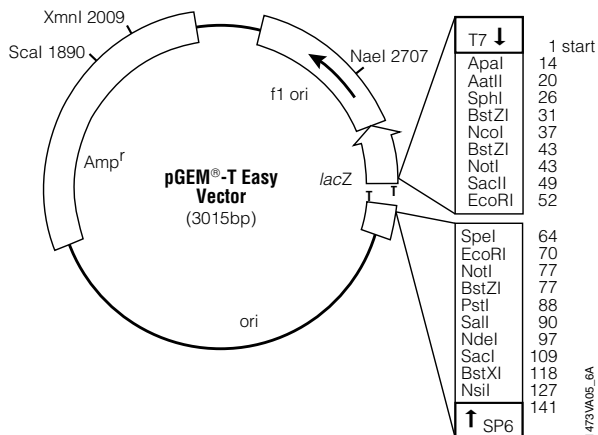 XmnI 2009
ScaI 1890
NaeI 2707
f1 ori
Ampʳ
pGEM®-T Easy
Vector
(3015bp)
lacZ
T
T
ori
T7 ↓
1 start
ApaI 14
AatII 20
SphI 26
BstZI 31
NcoI 37
BstZI 43
NotI 43
SacII 49
EcoRI 52
SpeI 64
EcoRI 70
NotI 77
BstZI 77
PstI 88
SalI 90
NdeI 97
SacI 109
BstXI 118
NsiI 127
141
↑ SP6
1473VA05_6A